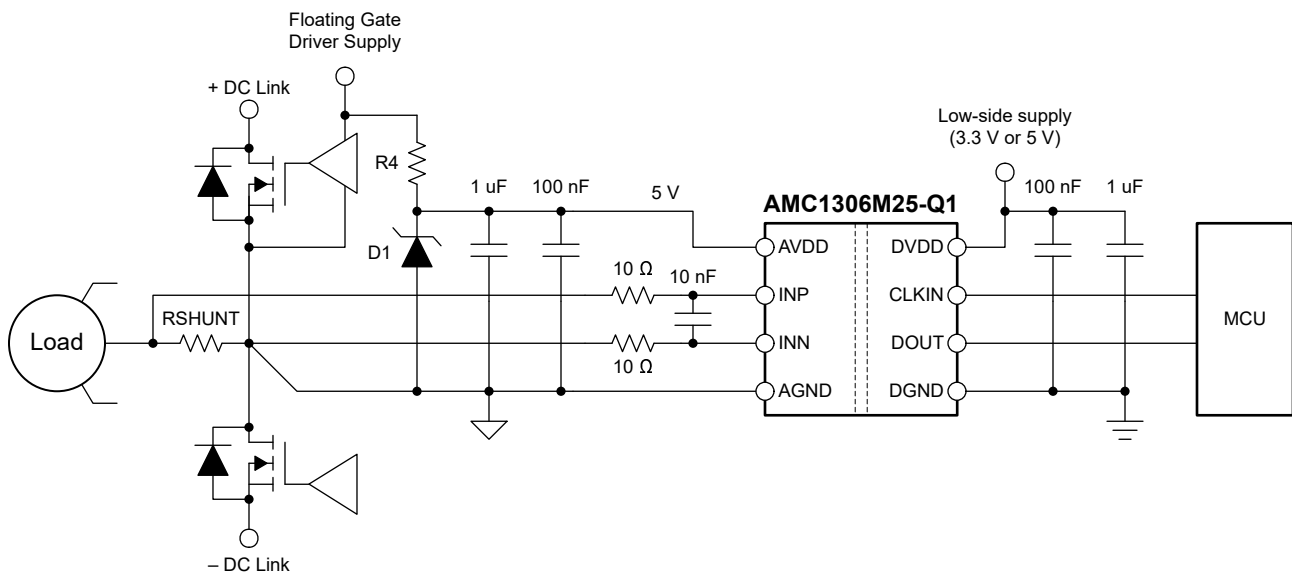 Floating Gate
Driver Supply
+ DC Link
R4
1 uF
100 nF
5 V
D1
Low-side supply
(3.3 V or 5 V)
100 nF
1 uF
AMC1306M25-Q1
AVDD
DVDD
10 Ω
10 nF
INP
CLKIN
Load
RSHUNT
MCU
INN
DOUT
10 Ω
AGND
DGND
– DC Link